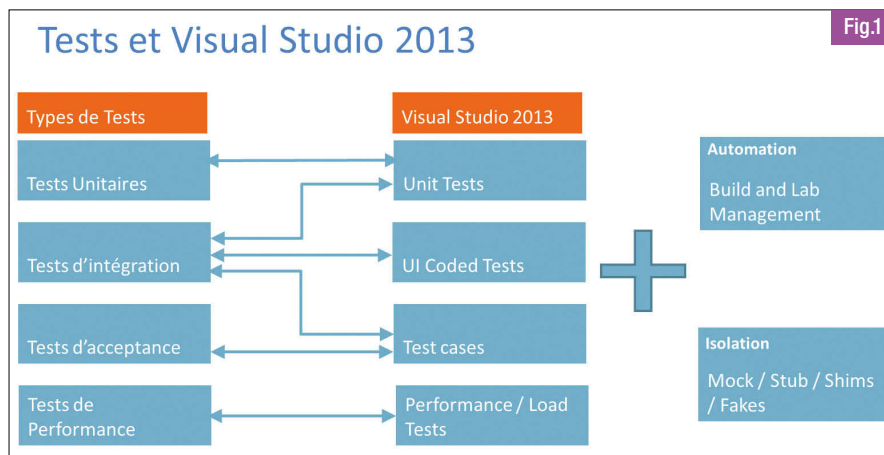 Tests et Visual Studio 2013
Fig.1
Types de Tests
Visual Studio 2013
Tests Unitaires
Unit Tests
Tests d'intégration
UI Coded Tests
Tests d'acceptance
Test cases
Tests de
Performance
Performance / Load
Tests
Automation
Build and Lab
Management
Isolation
Mock / Stub / Shims
/ Fakes